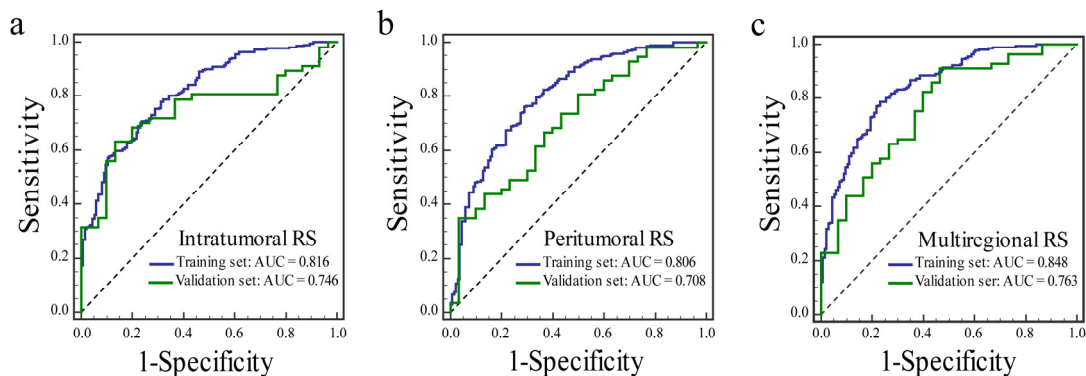 a
1.0
0.8
0.6
0.4
0.2
0.0
Sensitivity
Intratumoral RS
Training set: AUC = 0.816
Validation set: AUC = 0.746
0.0 0.2 0.4 0.6 0.8 1.0
1-Specificity
b
1.0
0.8
0.6
0.4
0.2
0.0
Sensitivity
Peritumoral RS
Training set: AUC = 0.806
Validation set: AUC = 0.708
0.0 0.2 0.4 0.6 0.8 1.0
1-Specificity
c
1.0
0.8
0.6
0.4
0.2
0.0
Sensitivity
Multircgional RS
Training set: AUC = 0.848
Validation ser: AUC = 0.763
0.0 0.2 0.4 0.6 0.8 1.0
1-Specificity